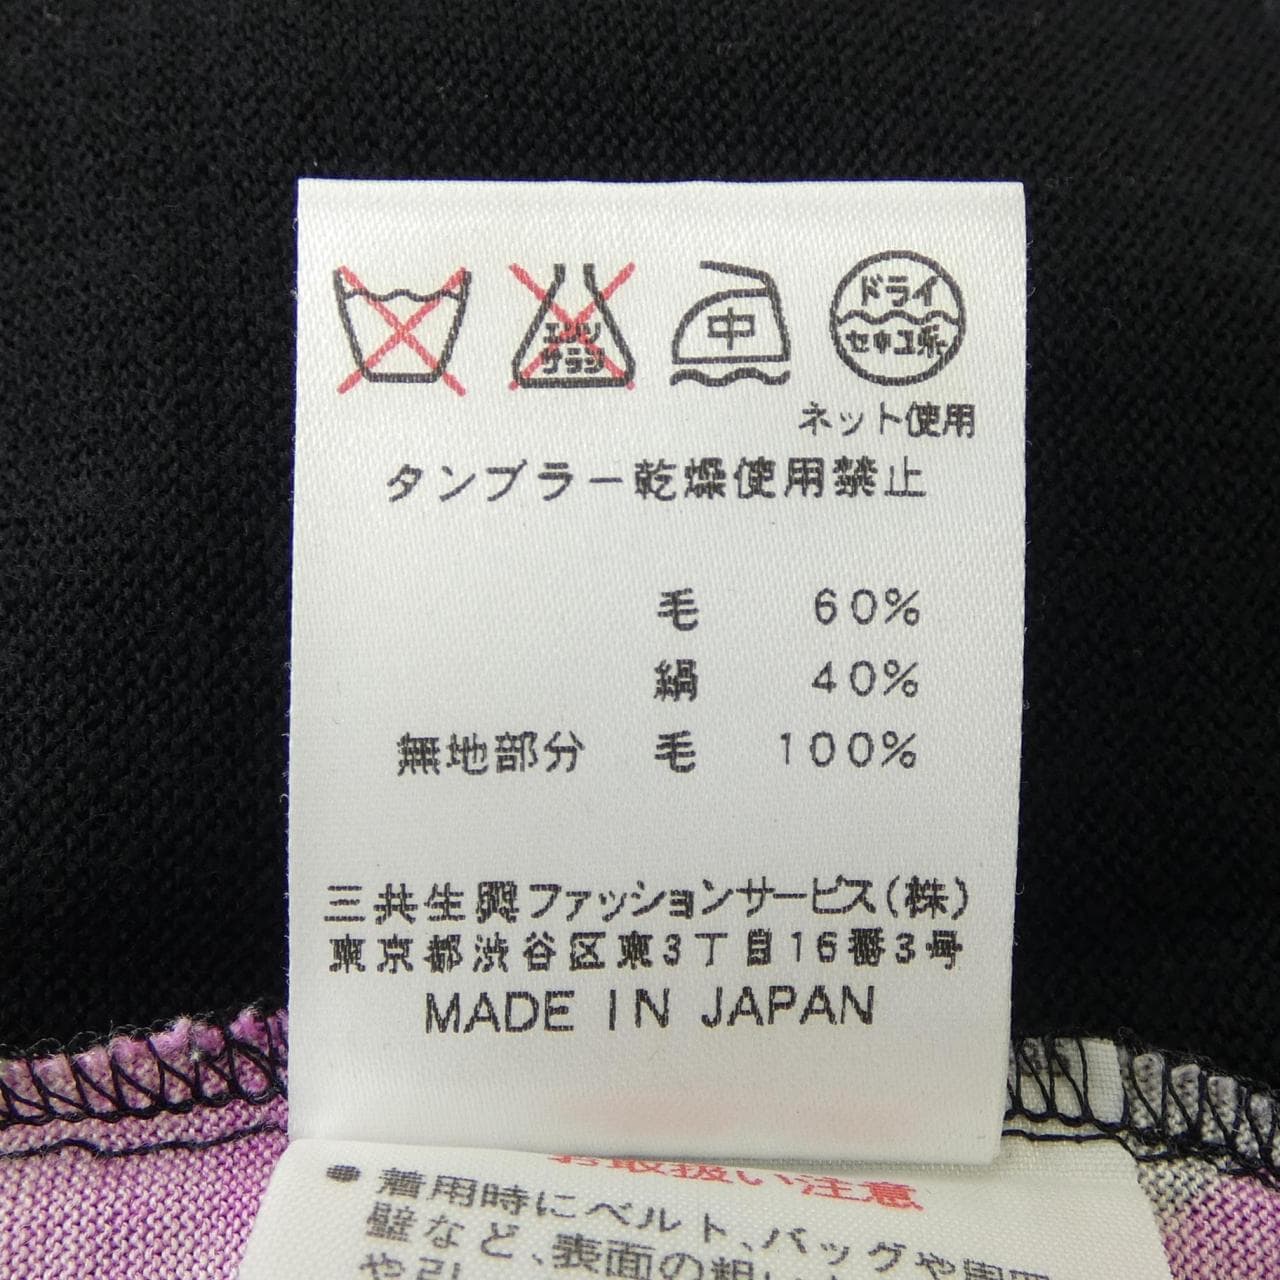 エンソ
サラシ
中
ドライ
セキユ系
ネット使用
タンブラー乾燥使用禁止
毛 60%
絹 40%
無地部分 毛 100%
三共生興ファッションサービス(株)
東京都渋谷区東3丁目16番3号
MADE IN JAPAN
お取扱い注意
● 着用時にベルト、バッグや周囲
壁など、表面の粗い
や引